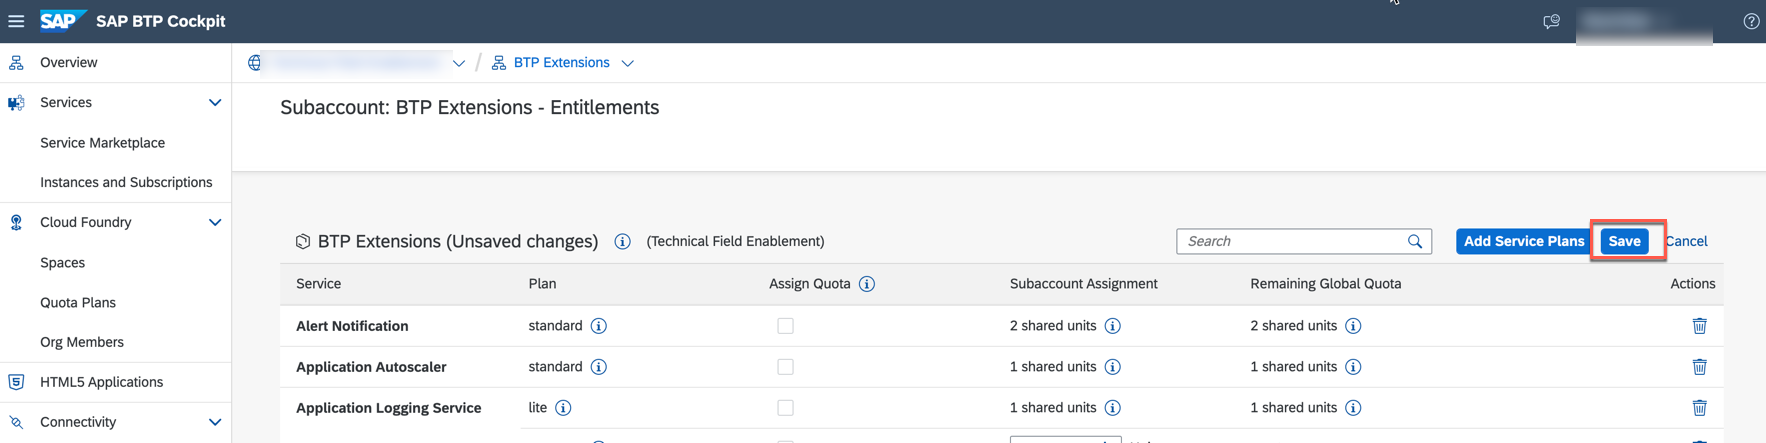 SAP SAP BTP Cockpit
Overview
BTP Extensions
Services
Subaccount: BTP Extensions - Entitlements
Service Marketplace
Instances and Subscriptions
Cloud Foundry
BTP Extensions (Unsaved changes) (Technical Field Enablement) Search Add Service Plans Save Cancel
Spaces
Service Plan Assign Quota Subaccount Assignment Remaining Global Quota Actions
Quota Plans
Alert Notification standard 2 shared units 2 shared units
Org Members
Application Autoscaler standard 1 shared units 1 shared units
HTML5 Applications
Application Logging Service lite 1 shared units 1 shared units
Connectivity